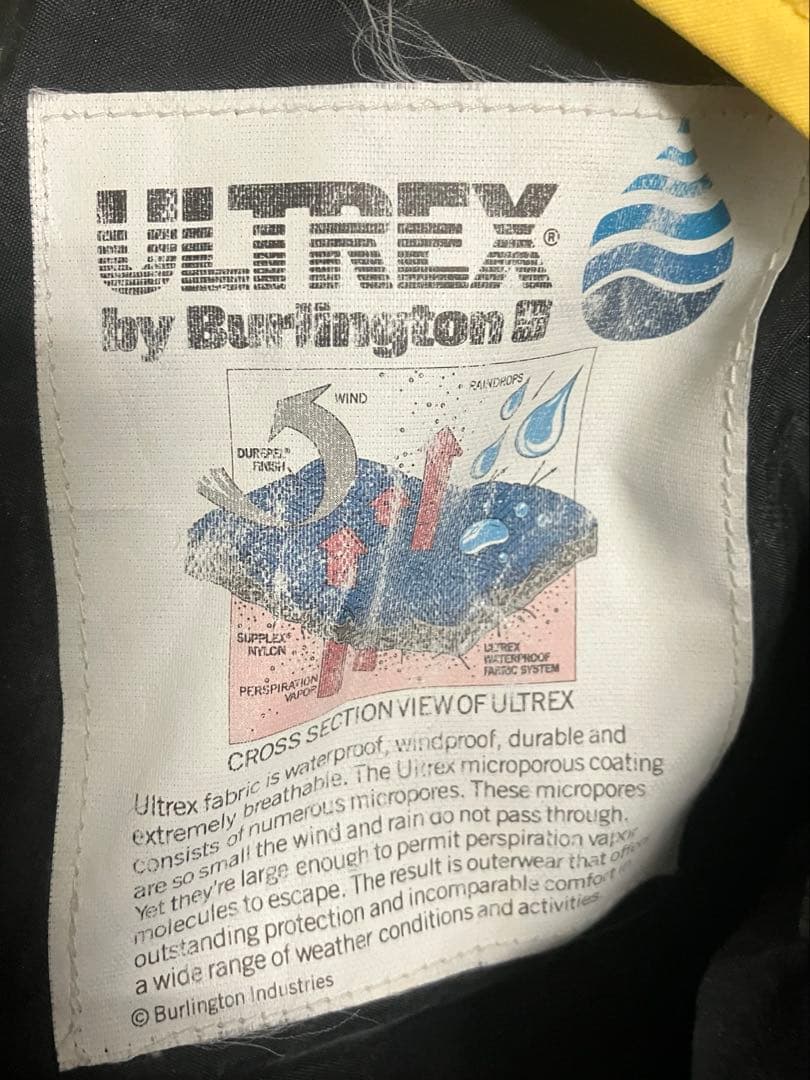 ULTREX®
by Burlington
WIND
RAINDROPS
DUREPEL™
FINISH
SUPPLEX®
NYLON
PERSPIRATION
VAPOR
ULTREX
WATERPROOF
FABRIC SYSTEM
CROSS SECTION VIEW OF ULTREX
Ultrex fabric is waterproof, windproof, durable and
extremely breathable. The Ultrex microporous coating
consists of numerous micropores. These micropores
are so small the wind and rain do not pass through.
Yet they're large enough to permit perspiration vapor
molecules to escape. The result is outerwear that offers
outstanding protection and incomparable comfort in
a wide range of weather conditions and activities.
© Burlington Industries